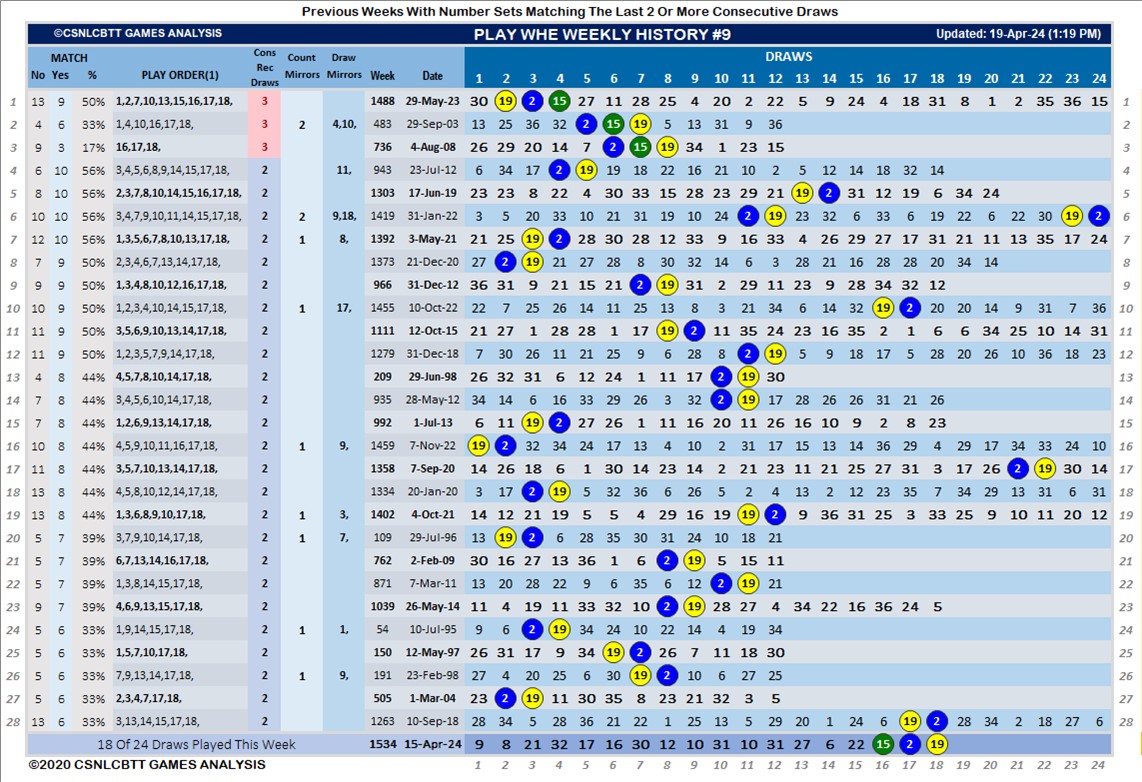 Previous Weeks With Number Sets Matching The Last 2 Or More Consecutive Draws
©CSNLCBTT GAMES ANALYSIS PLAY WHE WEEKLY HISTORY #9 Updated: 19-Apr-24 (1:19 PM)
MATCH Cons Rec Draws Count Mirrors Draw Mirrors DRAWS
No Yes % PLAY ORDER(1) Week Date 1 2 3 4 5 6 7 8 9 10 11 12 13 14 15 16 17 18 19 20 21 22 23 24
1 13 9 50% 1,2,7,10,13,15,16,17,18, 3 1488 29-May-23 30 19 2 15 27 11 28 25 4 20 2 22 5 9 24 4 18 31 8 1 2 35 36 15 1
2 4 6 33% 1,4,10,16,17,18, 3 2 4,10, 483 29-Sep-03 13 25 36 32 2 15 19 5 13 31 9 36 2
3 9 3 17% 16,17,18, 3 736 4-Aug-08 26 29 20 14 7 2 15 19 34 1 23 15 3
4 6 10 56% 3,4,5,6,8,9,14,15,17,18, 2 11, 943 23-Jul-12 6 34 17 2 19 19 18 22 16 21 10 2 5 12 14 18 32 14 4
5 8 10 56% 2,3,7,8,10,14,15,16,17,18, 2 1303 17-Jun-19 23 23 8 22 4 30 33 15 28 23 29 21 19 2 31 12 19 6 34 24 5
6 10 10 56% 3,4,7,9,10,11,14,15,17,18, 2 2 9,18, 1419 31-Jan-22 3 5 20 33 10 21 31 19 10 24 2 19 23 32 6 33 6 19 22 6 22 30 19 2 6
7 12 10 56% 1,3,5,6,7,8,10,13,17,18, 2 1 8, 1392 3-May-21 21 25 19 2 28 30 28 12 33 9 16 33 4 26 29 27 17 31 21 11 13 35 17 24 7
8 7 9 50% 2,3,4,6,7,13,14,17,18, 2 1373 21-Dec-20 27 2 19 21 27 28 8 30 32 14 6 3 28 21 16 28 28 20 34 14 8
9 9 9 50% 1,3,4,8,10,12,16,17,18, 2 966 31-Dec-12 36 31 9 21 15 21 2 19 31 2 29 11 23 9 28 34 32 12 9
10 11 9 50% 1,2,3,4,10,14,15,17,18, 2 1 17, 1455 10-Oct-22 22 7 25 26 14 11 25 13 8 3 21 34 6 14 32 19 2 20 20 14 9 31 7 36 10
11 11 9 50% 3,5,6,9,10,13,14,17,18, 2 1111 12-Oct-15 21 27 1 28 28 1 17 19 2 11 35 24 23 16 35 2 1 6 6 34 25 10 14 31 11
12 11 9 50% 1,2,3,5,7,9,14,17,18, 2 1279 31-Dec-18 7 30 26 11 21 25 9 6 28 8 2 19 5 9 18 17 5 28 20 26 10 36 18 23 12
13 4 8 44% 4,5,7,8,10,14,17,18, 2 209 29-Jun-98 26 32 31 6 12 24 1 11 17 2 19 30 13
14 7 8 44% 3,4,5,6,10,14,17,18, 2 935 28-May-12 34 14 6 16 33 29 26 3 32 2 19 17 28 26 26 31 21 26 14
15 7 8 44% 1,2,6,9,13,14,17,18, 2 992 1-Jul-13 6 11 19 2 27 26 1 11 16 20 11 26 16 10 9 2 8 23 15
16 10 8 44% 4,5,9,10,11,16,17,18, 2 1 9, 1459 7-Nov-22 19 2 32 34 24 17 13 4 10 2 31 17 15 13 14 36 9 4 29 17 34 33 24 10 16
17 11 8 44% 3,5,7,10,13,14,17,18, 2 1358 7-Sep-20 14 26 18 6 1 30 14 23 14 2 21 23 11 21 25 27 31 3 17 26 2 19 30 14 17
18 13 8 44% 4,5,8,10,12,14,17,18, 2 1334 20-Jan-20 3 17 2 19 5 32 36 6 26 5 2 4 13 2 12 23 35 7 34 29 13 31 6 31 18
19 13 8 44% 1,3,6,8,9,10,17,18, 2 1 3, 1402 4-Oct-21 14 12 21 19 5 5 4 29 16 19 19 2 9 36 31 25 3 33 25 9 10 11 20 12 19
20 5 7 39% 3,7,9,10,14,17,18, 2 1 7, 109 29-Jul-96 13 19 2 6 28 35 30 31 24 10 18 21 20
21 5 7 39% 6,7,13,14,16,17,18, 2 762 2-Feb-09 30 16 27 13 36 1 6 2 19 5 15 11 21
22 5 7 39% 1,3,8,14,15,17,18, 2 871 7-Mar-11 13 20 28 22 9 6 35 6 12 2 19 21 22
23 9 7 39% 4,6,9,13,15,17,18, 2 1039 26-May-14 11 4 19 11 33 32 10 2 19 28 27 4 34 22 16 36 24 5 23
24 5 6 33% 1,9,14,15,17,18, 2 1 1, 54 10-Jul-95 9 6 2 19 34 24 10 22 14 4 19 34 24
25 5 6 33% 1,5,7,10,17,18, 2 150 12-May-97 26 31 17 9 34 19 2 26 7 11 18 30 25
26 5 6 33% 7,9,13,14,17,18, 2 1 9, 191 23-Feb-98 27 4 20 25 6 30 19 2 10 6 27 25 26
27 5 6 33% 2,3,4,7,17,18, 2 505 1-Mar-04 23 2 19 11 30 35 8 23 21 32 3 5 27
28 13 6 33% 3,13,14,15,17,18, 2 1263 10-Sep-18 28 34 5 28 36 21 22 1 25 13 5 29 20 1 24 6 19 2 28 34 2 18 27 6 28
18 Of 24 Draws Played This Week 1534 15-Apr-24 9 8 21 32 17 16 30 12 10 31 10 31 27 6 22 15 2 19
©2020 CSNLCBTT GAMES ANALYSIS 1 2 3 4 5 6 7 8 9 10 11 12 13 14 15 16 17 18 19 20 21 22 23 24